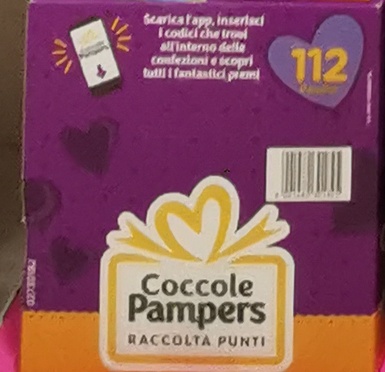 Scarica l'app, inserisci
i codici che trovi
all'interno delle
confezioni e scopri
tutti i fantastici premi
112
Coccole
Pampers
RACCOLTA PUNTI